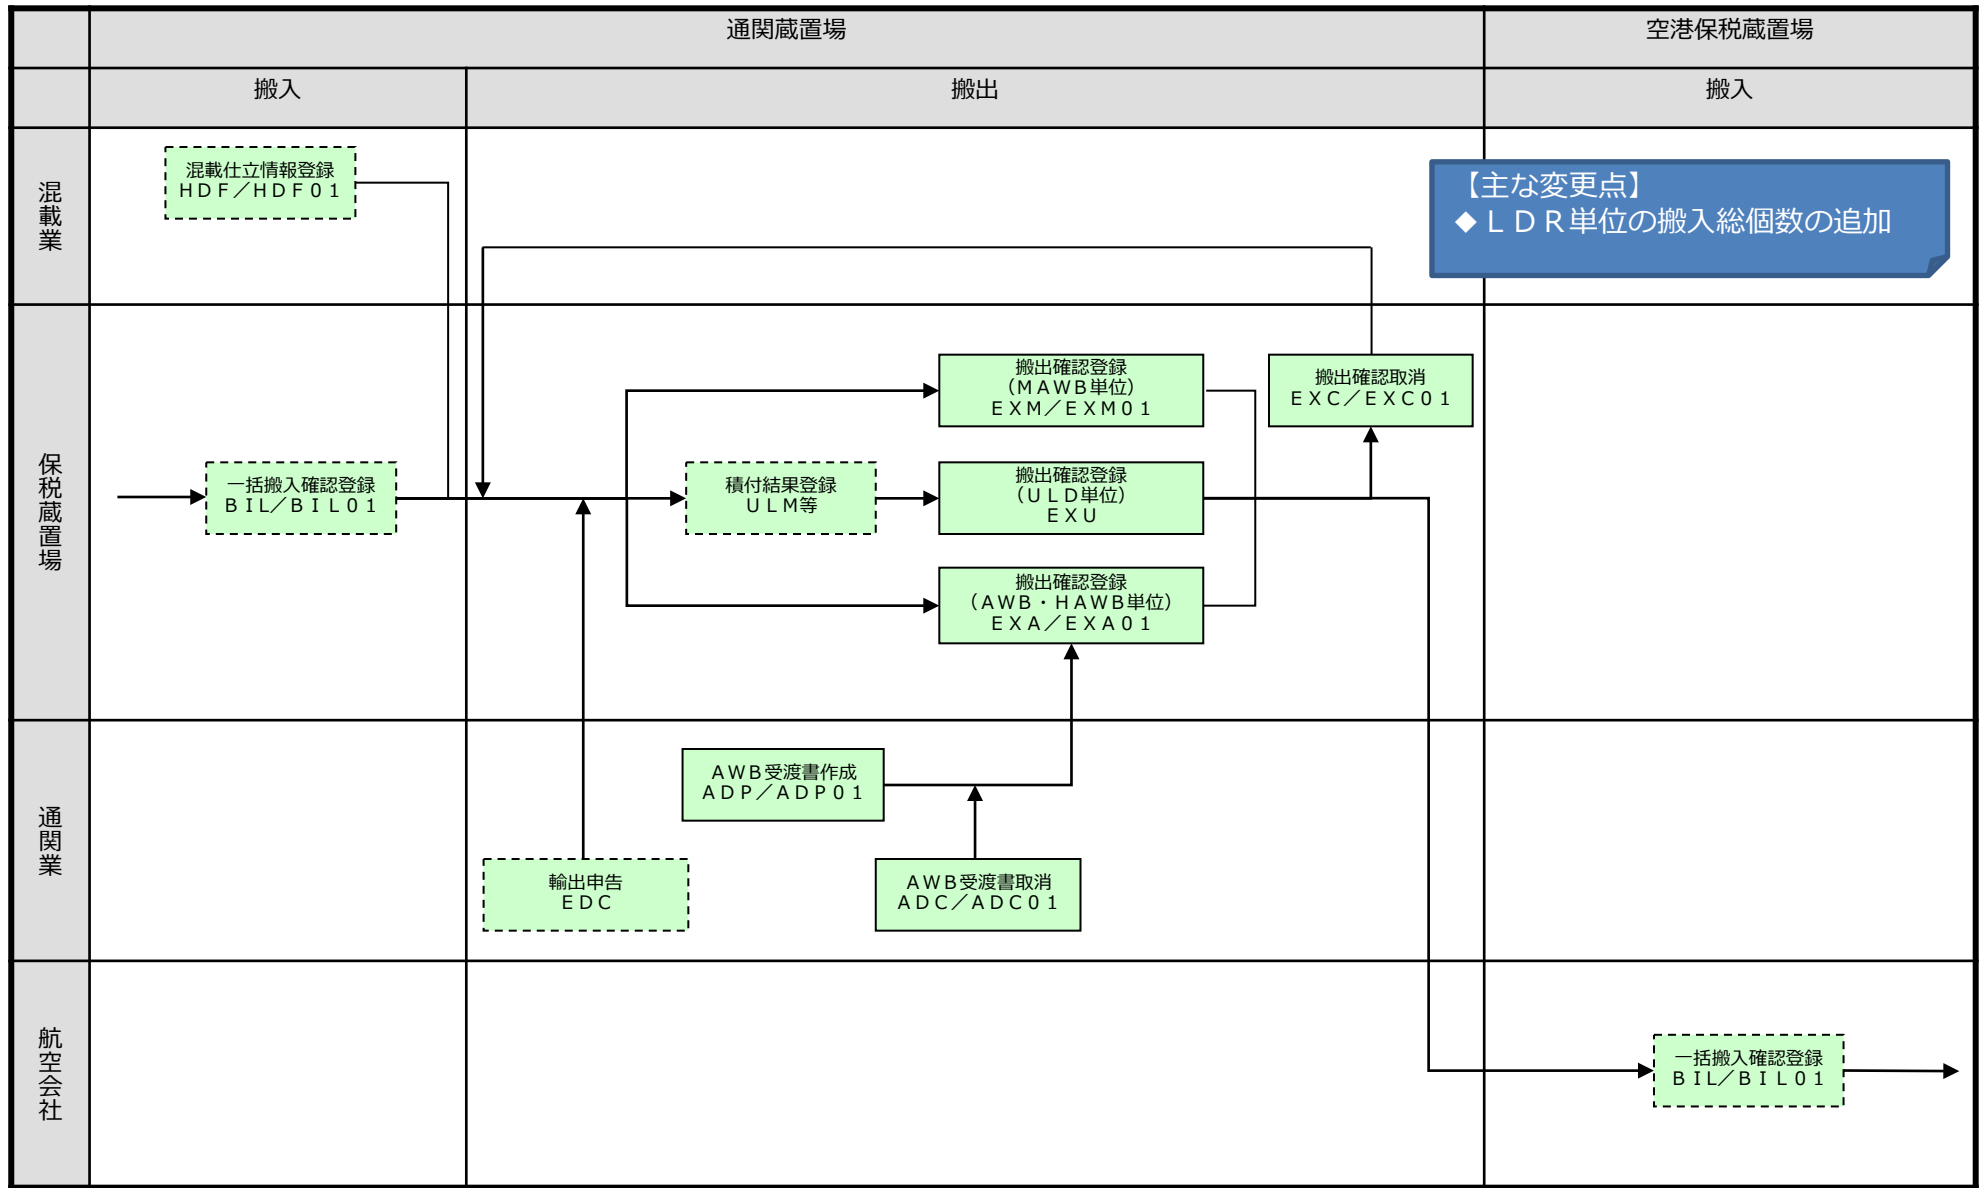 通関蔵置場
空港保税蔵置場
搬入
搬出
搬入
混載業
混載仕立情報登録
ＨＤＦ／ＨＤＦ０１
【主な変更点】
◆ＬＤＲ単位の搬入総個数の追加
保税蔵置場
一括搬入確認登録
ＢＩＬ／ＢＩＬ０１
積付結果登録
ＵＬＭ等
搬出確認登録
（ＭＡＷＢ単位）
ＥＸＭ／ＥＸＭ０１
搬出確認登録
（ＵＬＤ単位）
ＥＸＵ
搬出確認登録
（ＡＷＢ・ＨＡＷＢ単位）
ＥＸＡ／ＥＸＡ０１
搬出確認取消
ＥＸＣ／ＥＸＣ０１
通関業
ＡＷＢ受渡書作成
ＡＤＰ／ＡＤＰ０１
輸出申告
ＥＤＣ
ＡＷＢ受渡書取消
ＡＤＣ／ＡＤＣ０１
航空会社
一括搬入確認登録
ＢＩＬ／ＢＩＬ０１